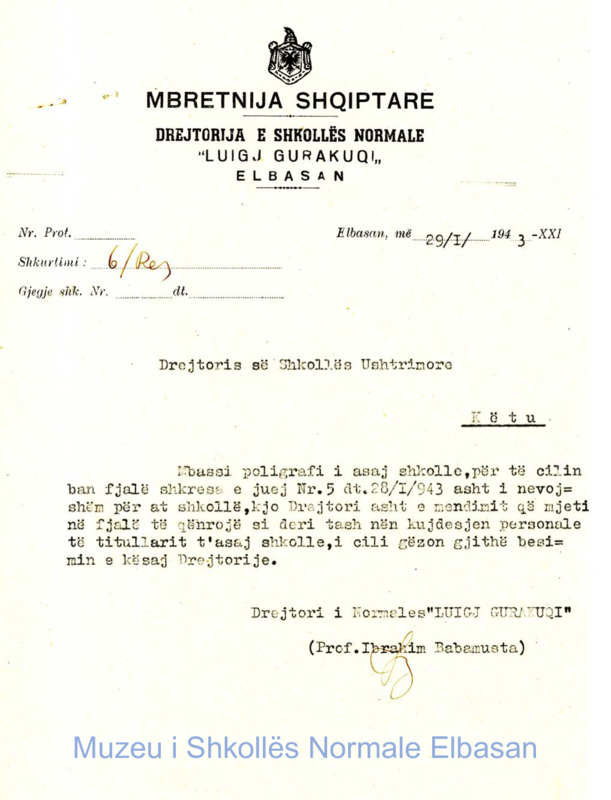 MBRETNIJA SHQIPTARE
DREJTORIJA E SHKOLLËS NORMALE
"LUIGJ GURAKUQI„
ELBASAN
Nr. Prot.
Elbasan, më 29/I/ 1943-XXI
Shkurtimi : 6/Rez
Gjegje shk. Nr. dt.
Drejtoris së Shkollës Ushtrimore
Këtu
Mbassi poligrafi i asaj shkolle,për të cilin
ban fjalë shkresa e juej Nr.5 dt.28/I/943 asht i nevoj=
shëm për at shkollë,kjo Drejtori asht e mendimit që mjeti
në fjalë të qënrojë si deri tash nën kujdesjen personale
të titullarit t'asaj shkolle,i cili gëzon gjithë besi=
min e kësaj Drejtorije.
Drejtori i Normales"LUIGJ GURAKUQI"
(Prof.Ibrahim Babamusta)
Muzeu i Shkollës Normale Elbasan